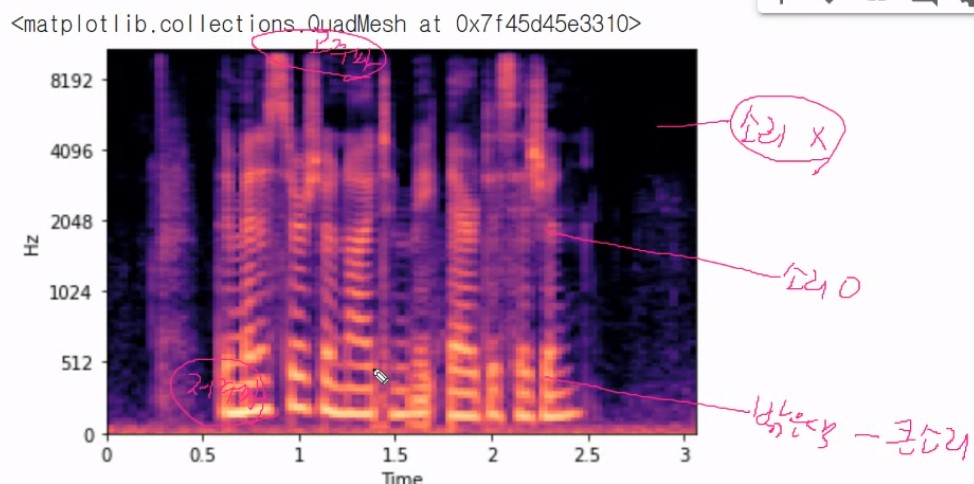 <matplotlib.collections.QuadMesh at 0x7f45d45e3310>
고주파
8192
소리 X
4096
2048
Hz
소리 O
1024
512
저주파
밝은색 - 큰소리
0
0 0.5 1 1.5 2 2.5 3
Time